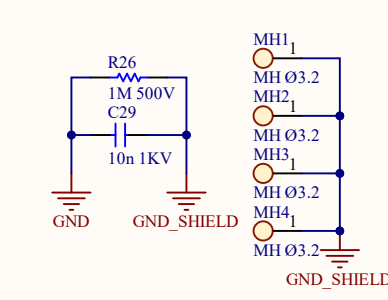 R26
1M 500V
C29
10n 1KV
GND
GND_SHIELD
MH1
1
MH Ø3.2
MH2
1
MH Ø3.2
MH3
1
MH Ø3.2
MH4
1
MH Ø3.2
GND_SHIELD